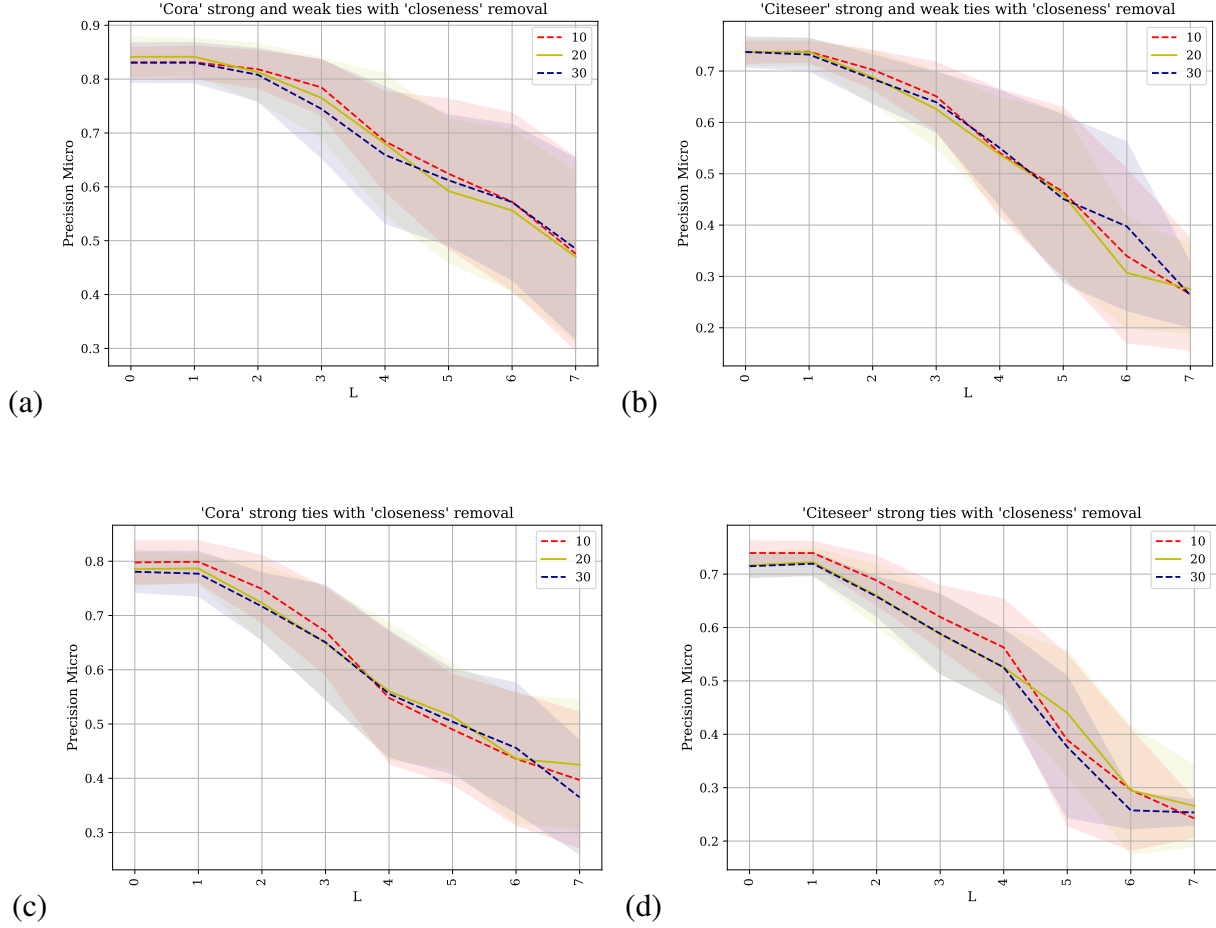 'Cora' strong and weak ties with 'closeness' removal
0.9
0.8
0.7
0.6
0.5
0.4
0.3
Precision Micro
10
20
30
0 1 2 3 4 5 6 7
L
(a)
'Citeseer' strong and weak ties with 'closeness' removal
0.7
0.6
0.5
0.4
0.3
0.2
Precision Micro
10
20
30
0 1 2 3 4 5 6 7
L
(b)
'Cora' strong ties with 'closeness' removal
0.8
0.7
0.6
0.5
0.4
0.3
Precision Micro
10
20
30
0 1 2 3 4 5 6 7
L
(c)
'Citeseer' strong ties with 'closeness' removal
0.7
0.6
0.5
0.4
0.3
0.2
Precision Micro
10
20
30
0 1 2 3 4 5 6 7
L
(d)